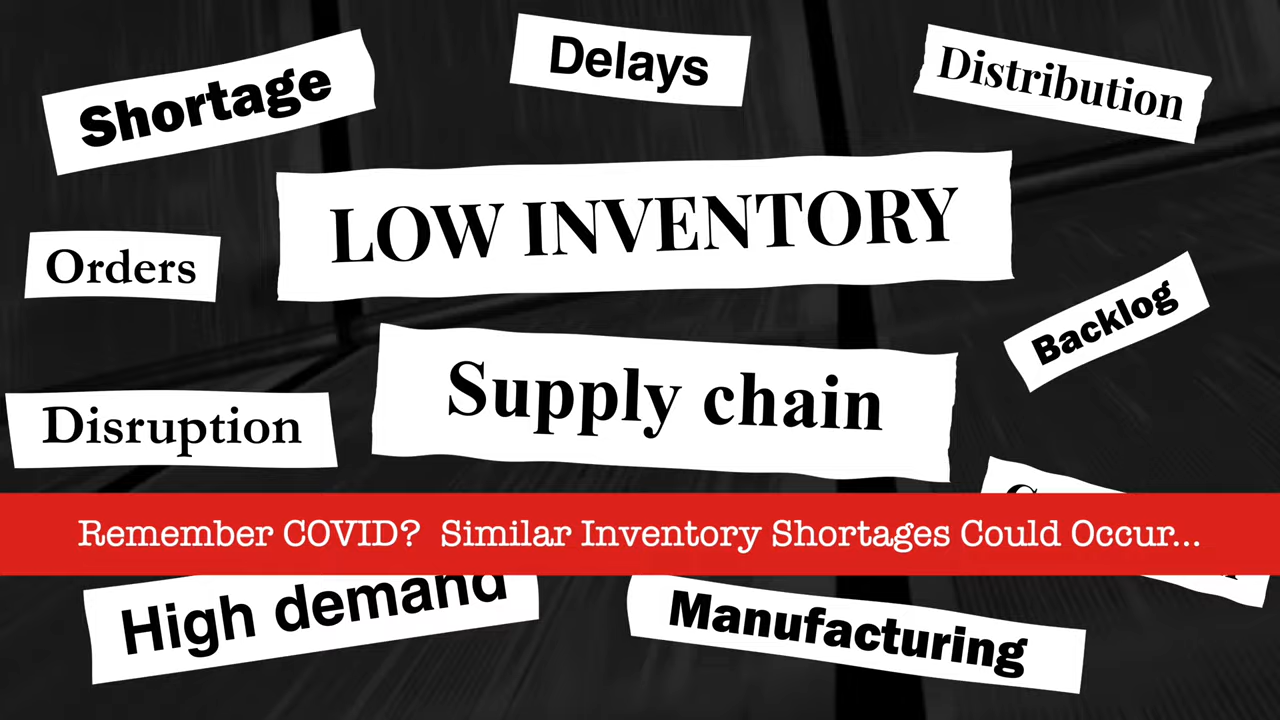 Shortage
Delays
Distribution
LOW INVENTORY
Orders
Backlog
Supply chain
Disruption
Remember COVID?  Similar Inventory Shortages Could Occur...
High demand
Manufacturing